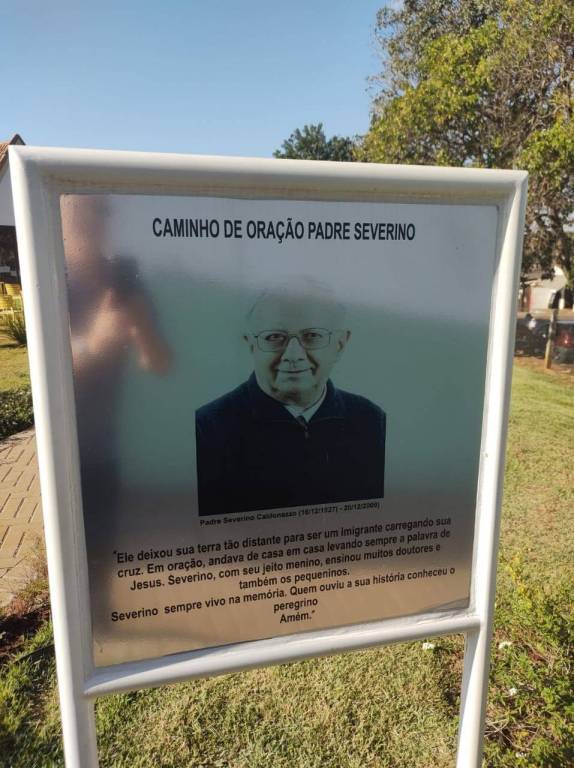 CAMINHO DE ORAÇÃO PADRE SEVERINO
Padre Severino Caldonazzo (16/12/1927) - 20/12/2009)
"Ele deixou sua terra tão distante para ser um imigrante carregando sua
cruz. Em oração, andava de casa em casa levando sempre a palavra de
Jesus. Severino, com seu jeito menino, ensinou muitos doutores e
também os pequeninos.
Severino sempre vivo na memória. Quem ouviu a sua história conheceu o
peregrino
Amém."